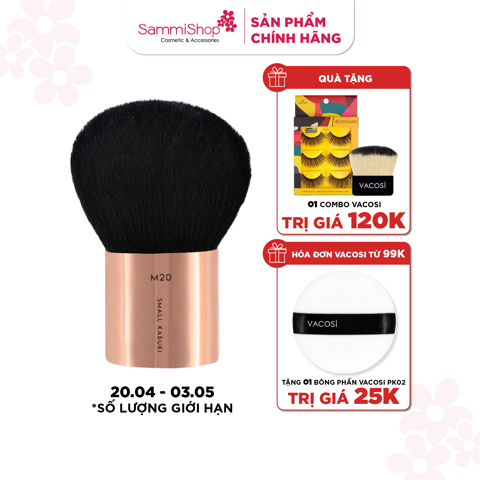 SammiShop
Cosmetic & Accessories
SẢN PHẨM
CHÍNH HÃNG
QUÀ TẶNG
VACOSI
01 COMBO VACOSI
TRỊ GIÁ 120K
HÓA ĐƠN VACOSI TỪ 99K
VACOSI
TẶNG 01 BÔNG PHẤN VACOSI PK02
TRỊ GIÁ 25K
M20
SMALL KABUKI
20.04 - 03.05
*SỐ LƯỢNG GIỚI HẠN